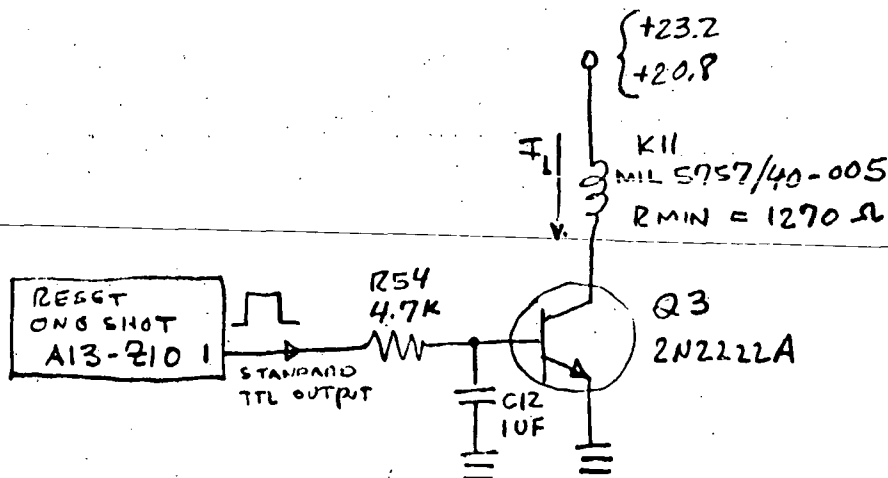 +23.2
+20.8
I1
K11
MIL 5757/40-005
RMIN = 1270 Ω
RESET
ONE SHOT
A13-Z10 1
STANDARD
TTL OUTPUT
R54
4.7K
C12
1UF
Q3
2N2222A